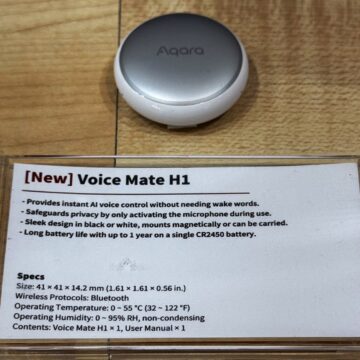 Aqara
[New] Voice Mate H1
- Provides instant AI voice control without needing wake words.
- Safeguards privacy by only activating the microphone during use.
- Sleek design in black or white, mounts magnetically or can be carried.
- Long battery life with up to 1 year on a single CR2450 battery.
Specs
Size: 41 × 41 × 14.2 mm (1.61 × 1.61 × 0.56 in.)
Wireless Protocols: Bluetooth
Operating Temperature: 0 ~ 55 °C (32 ~ 122 °F)
Operating Humidity: 0 ~ 95% RH, non-condensing
Contents: Voice Mate H1 × 1, User Manual × 1